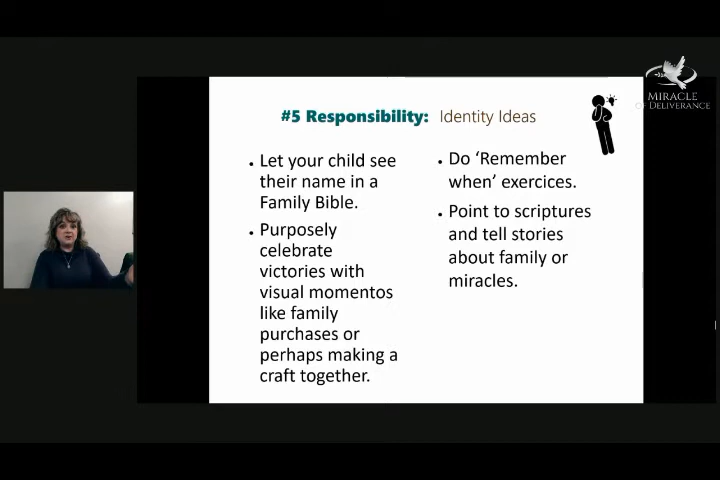 MIRACLE
OF DELIVERANCE
#5 Responsibility: Identity Ideas
• Let your child see
their name in a
Family Bible.
• Purposely
celebrate
victories with
visual momentos
like family
purchases or
perhaps making a
craft together.
• Do ‘Remember
when’ exercices.
• Point to scriptures
and tell stories
about family or
miracles.